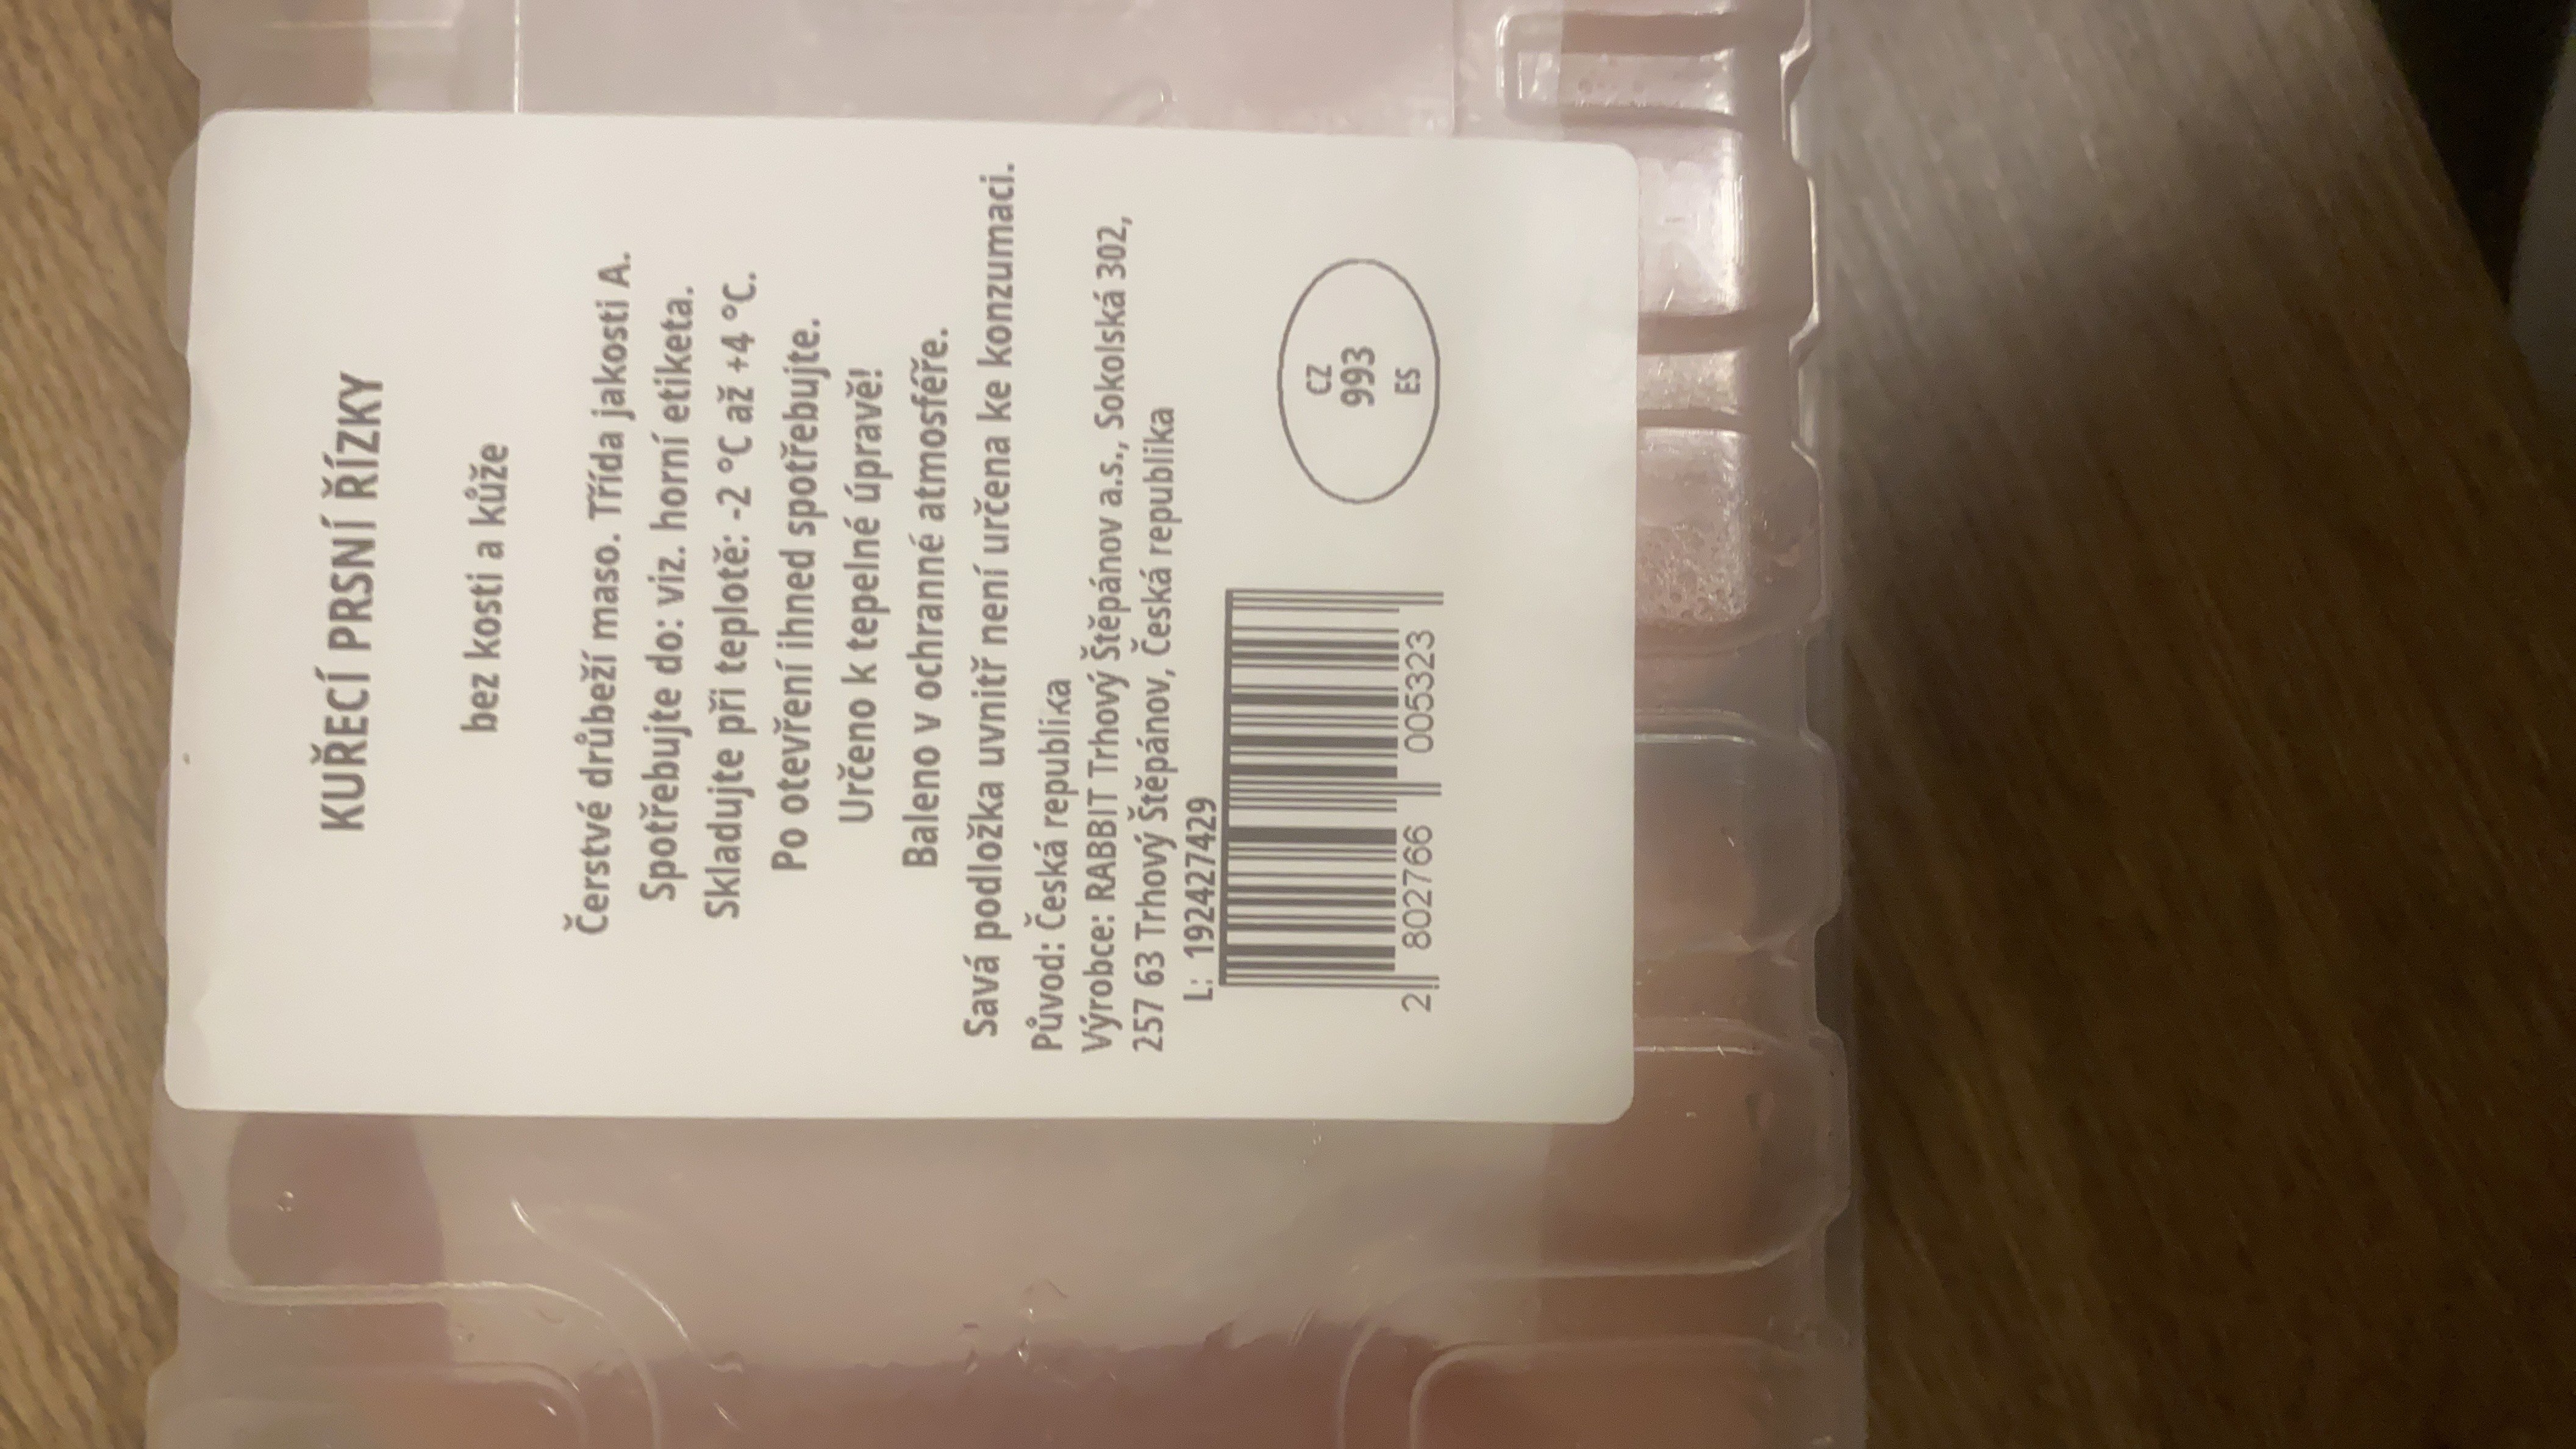 KUŘECÍ PRSNÍ ŘÍZKY
bez kosti a kůže
Čerstvé drůbeží maso. Třída jakosti A.
Spotřebujte do: viz. horní etiketa.
Skladujte při teplotě: -2 °C až +4 °C.
Po otevření ihned spotřebujte.
Určeno k tepelné úpravě!
Baleno v ochranné atmosféře.
Savá podložka uvnitř není určena ke konzumaci.
Původ: Česká republika
Výrobce: RABBIT Trhový Štěpánov a.s., Sokolská 302,
257 63 Trhový Štěpánov, Česká republika
L: 192427429
2 802766 005323
CZ
993
ES